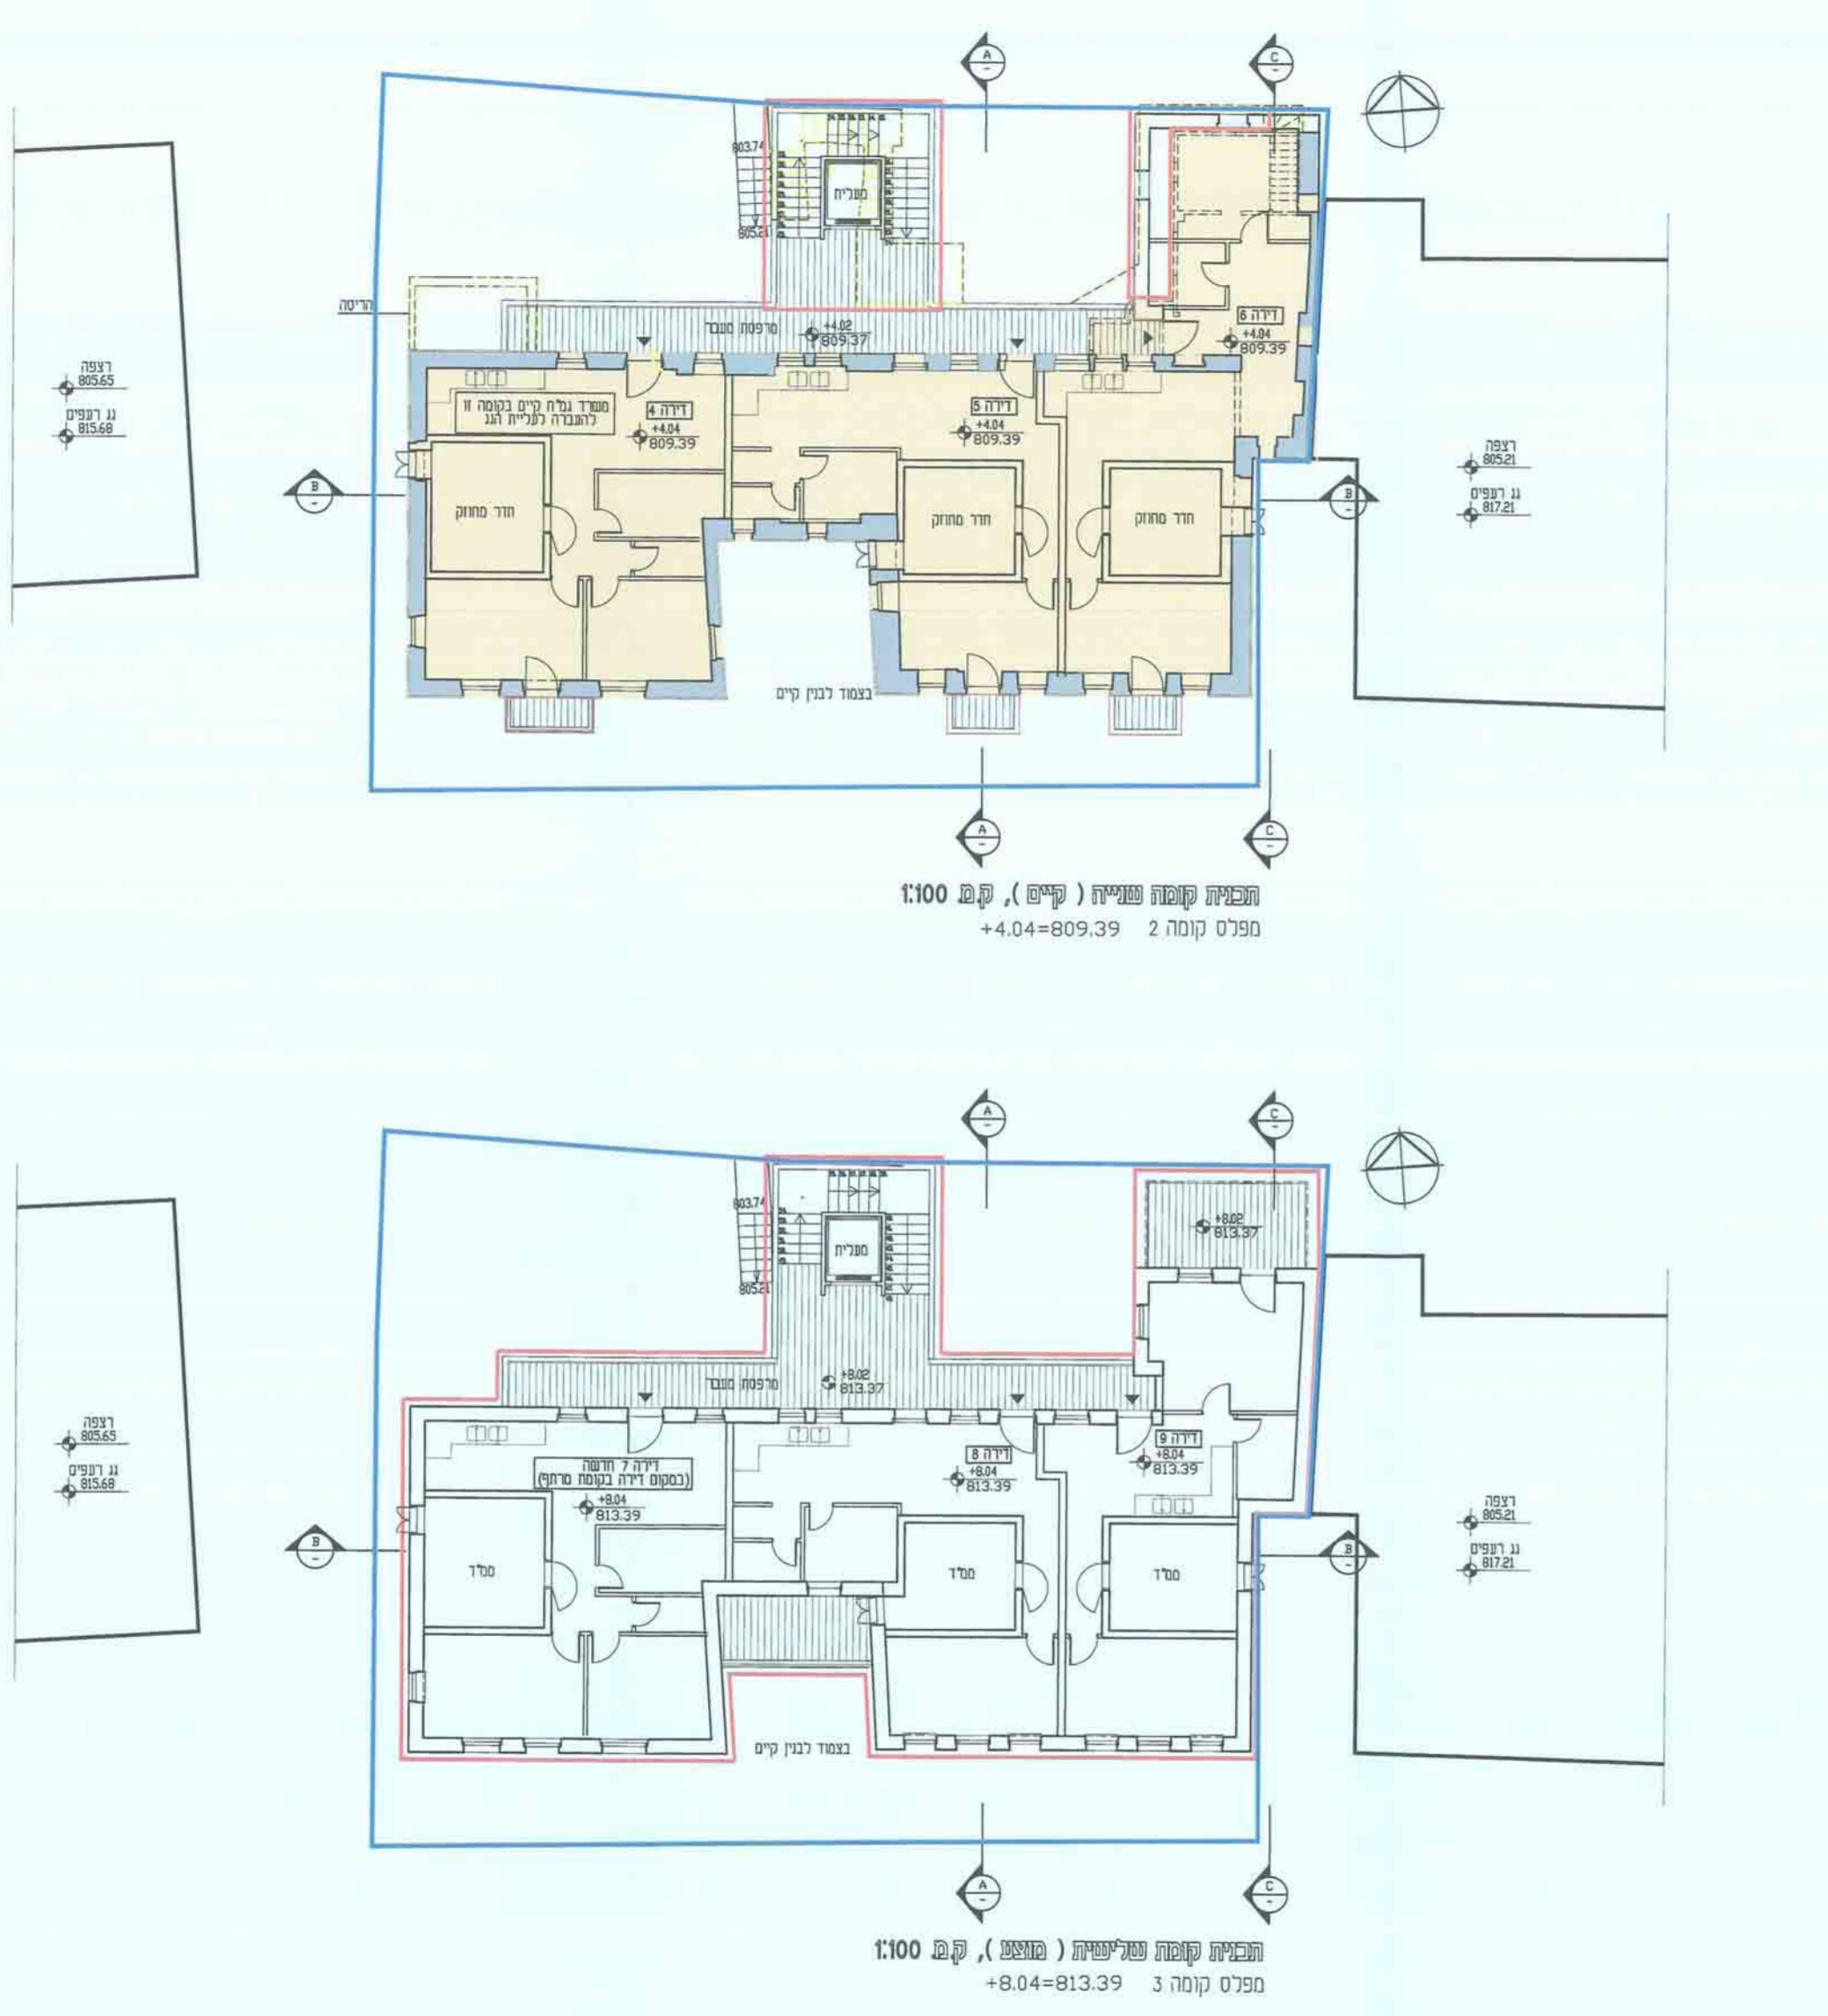 A
C
803.74
מעלית
805.21
הריסה
מרפסת מעבר
+4.02
809.37
דירה 6
+4.04
809.39
רצפה
805.65
גג רעפים
815.68
משרד גמ"ח קיים בקומה זו
להעברה לעליית הגג
דירה 4
+4.04
809.39
דירה 5
+4.04
809.39
רצפה
805.21
גג רעפים
817.21
B
חדר מחוזק
חדר מחוזק
חדר מחוזק
B
בצמוד לבנין קיים
A
C
תכנית קומה שנייה ( קיים ), ק.מ. 1:100
מפלס קומה 2 +4.04=809.39
A
C
803.74
מעלית
805.21
+8.02
813.37
מרפסת מעבר
+8.02
813.37
רצפה
805.65
גג רעפים
815.68
דירה 7 חדשה
(במקום דירה בקומת מרתף)
+8.04
813.39
דירה 8
+8.04
813.39
דירה 9
+8.04
813.39
רצפה
805.21
גג רעפים
817.21
B
ממ"ד
ממ"ד
ממ"ד
B
בצמוד לבנין קיים
A
C
תכנית קומה שלישית ( מוצע ), ק.מ. 1:100
מפלס קומה 3 +8.04=813.39